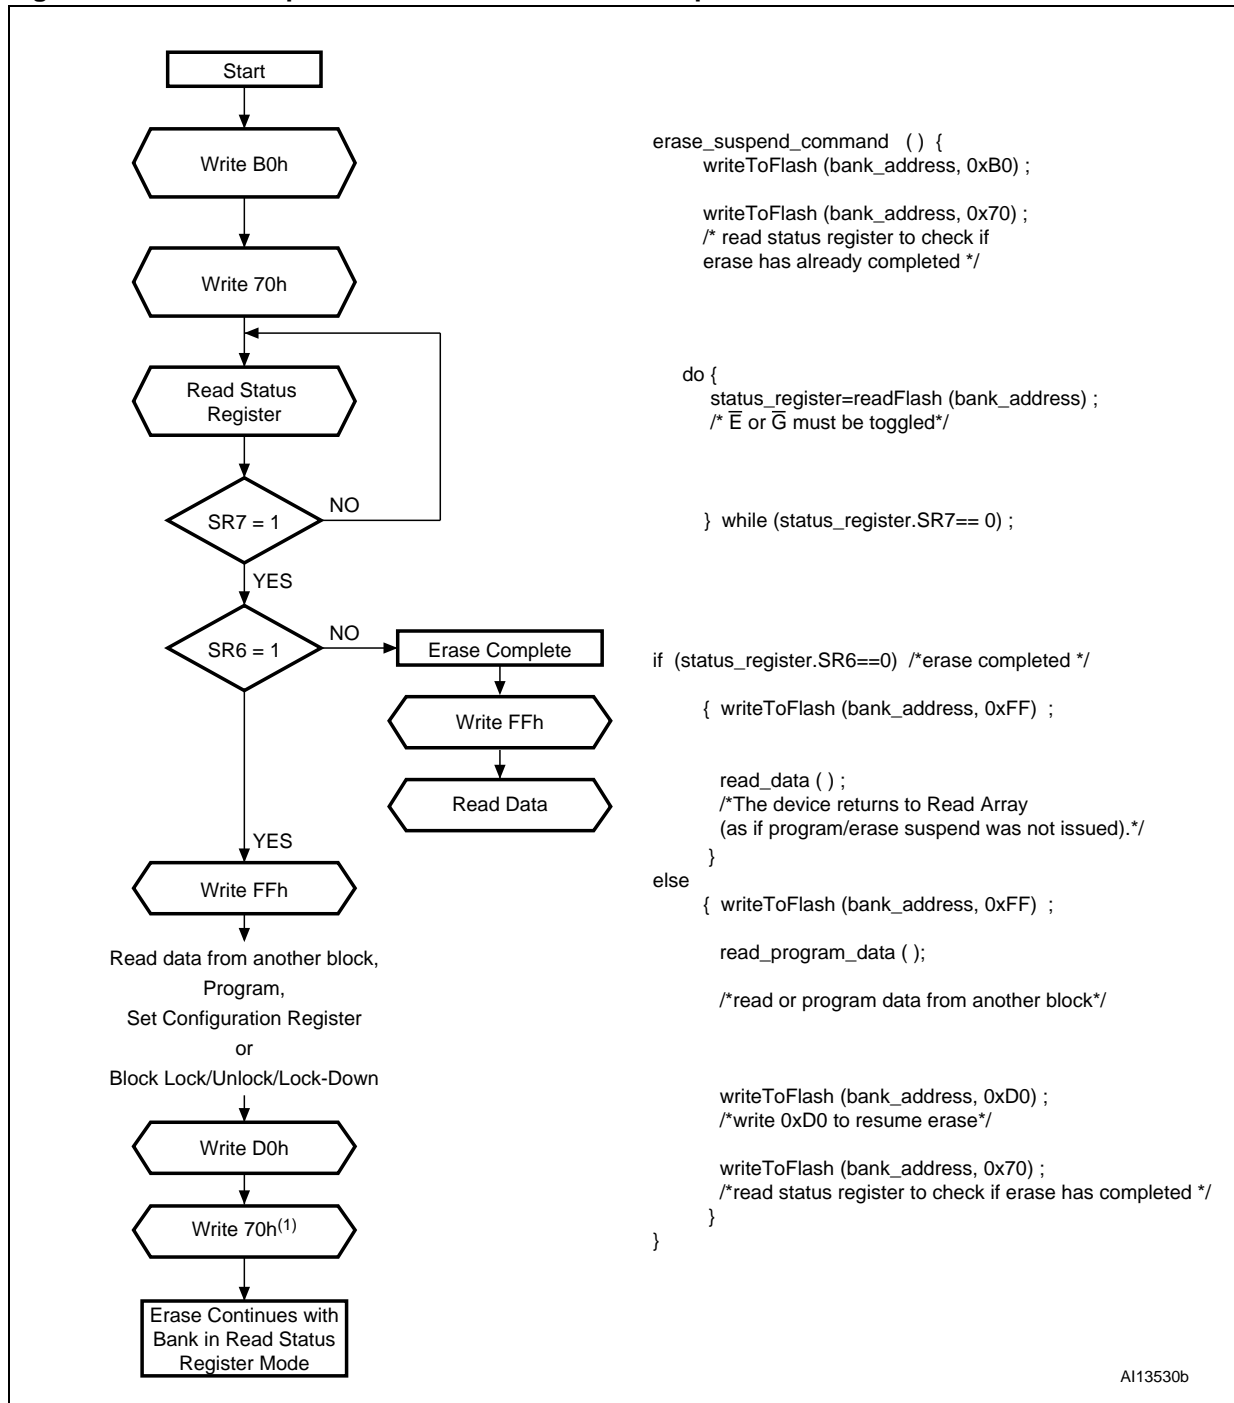 Start
Write B0h
Write 70h
Read Status
Register
SR7 = 1
NO
YES
SR6 = 1
NO
Erase Complete
Write FFh
Read Data
YES
Write FFh
Read data from another block,
Program,
Set Configuration Register
or
Block Lock/Unlock/Lock-Down
Write D0h
Write 70h(1)
Erase Continues with
Bank in Read Status
Register Mode
erase_suspend_command ( ) {
writeToFlash (bank_address, 0xB0) ;
writeToFlash (bank_address, 0x70) ;
/* read status register to check if
erase has already completed */
do {
status_register=readFlash (bank_address) ;
/* E̅ or G̅ must be toggled*/
} while (status_register.SR7== 0) ;
if (status_register.SR6==0) /*erase completed */
{ writeToFlash (bank_address, 0xFF) ;
read_data ( ) ;
/*The device returns to Read Array
(as if program/erase suspend was not issued).*/
}
else
{ writeToFlash (bank_address, 0xFF) ;
read_program_data ( );
/*read or program data from another block*/
writeToFlash (bank_address, 0xD0) ;
/*write 0xD0 to resume erase*/
writeToFlash (bank_address, 0x70) ;
/*read status register to check if erase has completed */
}
}
AI13530b